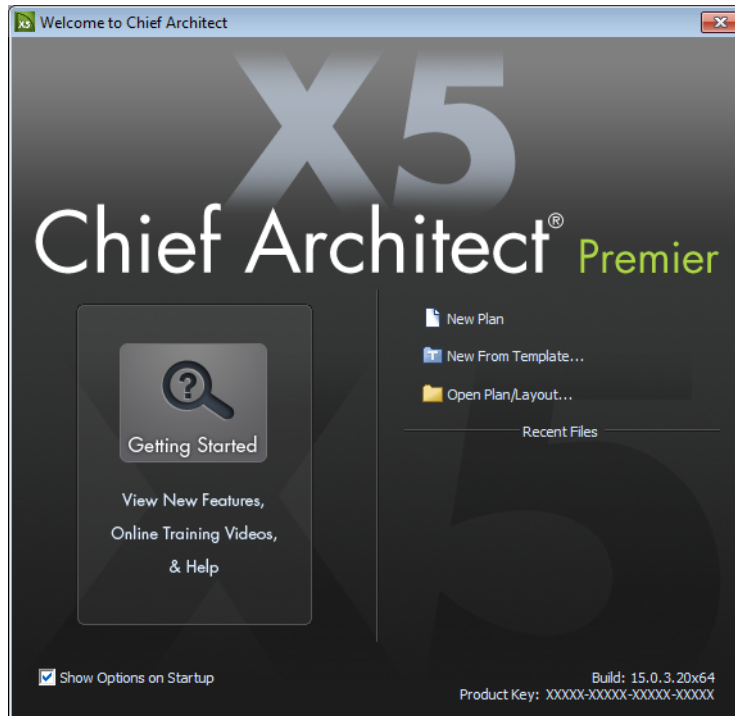 X5 Welcome to Chief Architect
X5
Chief Architect® Premier
Getting Started
View New Features,
Online Training Videos,
& Help
New Plan
New From Template...
Open Plan/Layout...
Recent Files
Show Options on Startup
Build: 15.0.3.20x64
Product Key: XXXXX-XXXXX-XXXXX-XXXXX